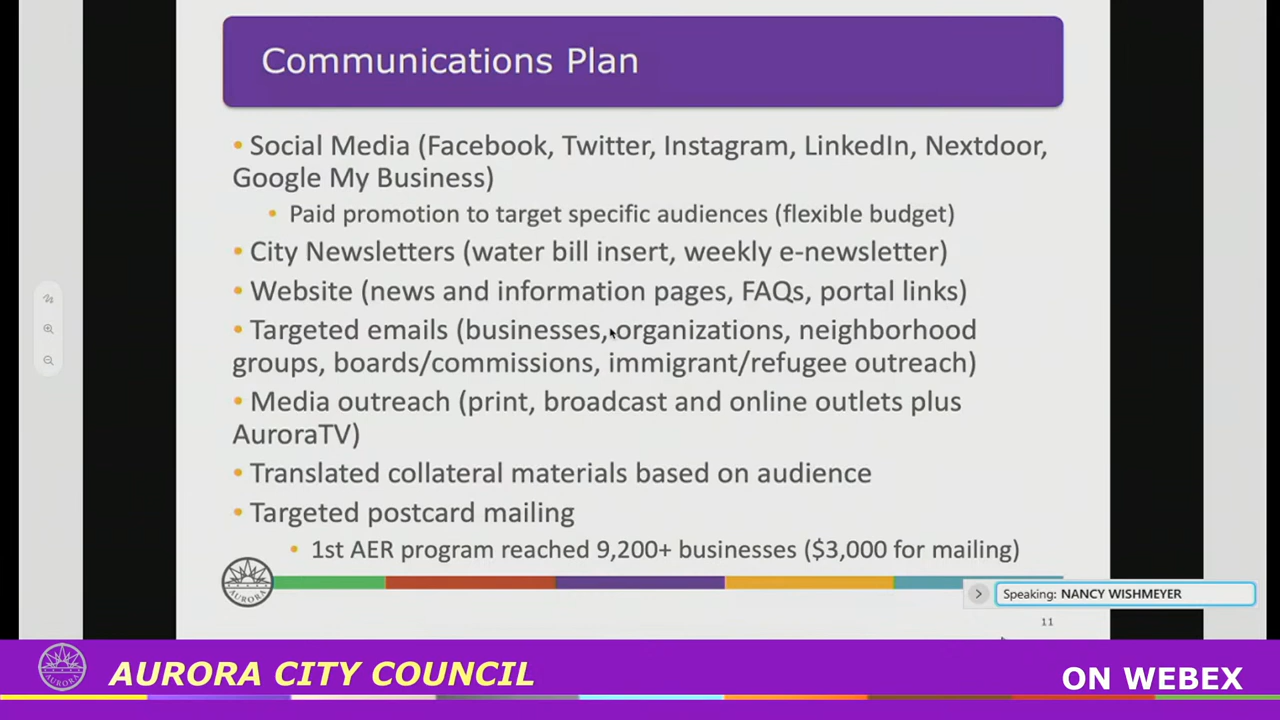 Communications Plan
• Social Media (Facebook, Twitter, Instagram, LinkedIn, Nextdoor,
Google My Business)
• Paid promotion to target specific audiences (flexible budget)
• City Newsletters (water bill insert, weekly e-newsletter)
• Website (news and information pages, FAQs, portal links)
• Targeted emails (businesses, organizations, neighborhood
groups, boards/commissions, immigrant/refugee outreach)
• Media outreach (print, broadcast and online outlets plus
AuroraTV)
• Translated collateral materials based on audience
• Targeted postcard mailing
• 1st AER program reached 9,200+ businesses ($3,000 for mailing)
AURORA
Speaking: NANCY WISHMEYER
11
AURORA CITY COUNCIL
ON WEBEX